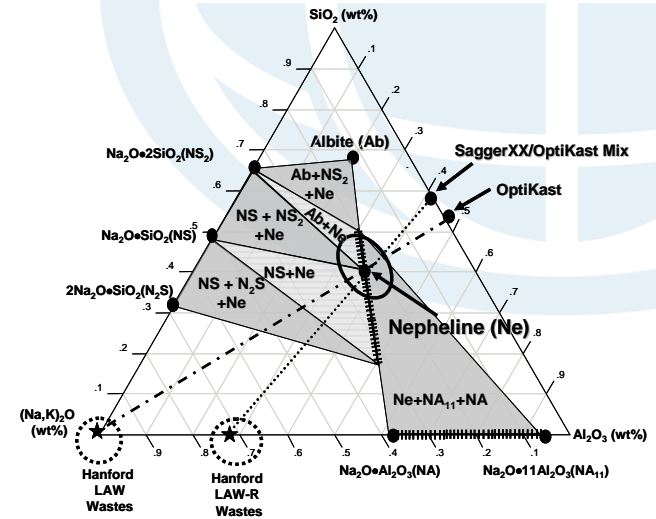 SiO₂ (wt%)
.9
.1
.8
.2
.7
.3
Albite (Ab)
SaggerXX/OptiKast Mix
Na₂O●2SiO₂(NS₂)
Ab+NS₂
+Ne
.4
OptiKast
.6
Ab+Ne
.5
NS + NS₂
+Ne
Na₂O●SiO₂(NS)
.5
.6
.4
NS+Ne
NS + N₂S
+Ne
2Na₂O●SiO₂(N₂S)
.3
.7
Nepheline (Ne)
.8
.2
.9
.1
Ne+NA₁₁+NA
(Na,K)₂O
(wt%)
Al₂O₃ (wt%)
.9
.8
.7
.6
.5
.4
.3
.2
.1
Na₂O●Al₂O₃(NA)
Na₂O●11Al₂O₃(NA₁₁)
Hanford
LAW
Wastes
Hanford
LAW-R
Wastes